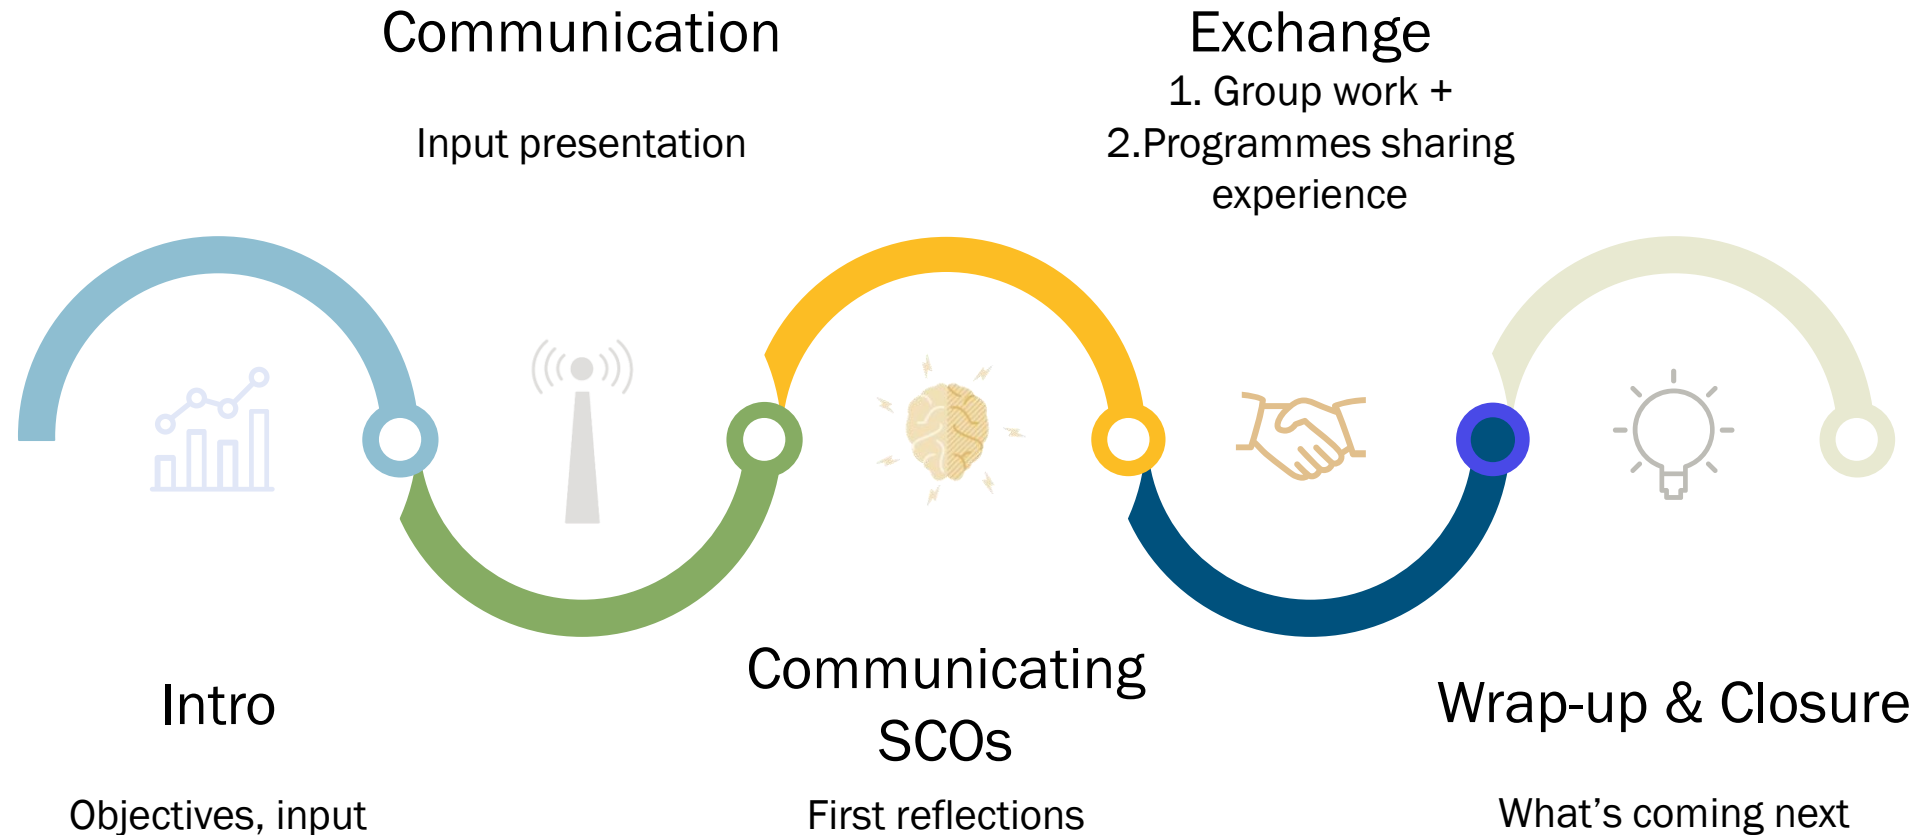 Communication
Input presentation
Exchange
1. Group work +
2.Programmes sharing
experience
Intro
Objectives, input
Communicating
SCOs
First reflections
Wrap-up & Closure
What's coming next